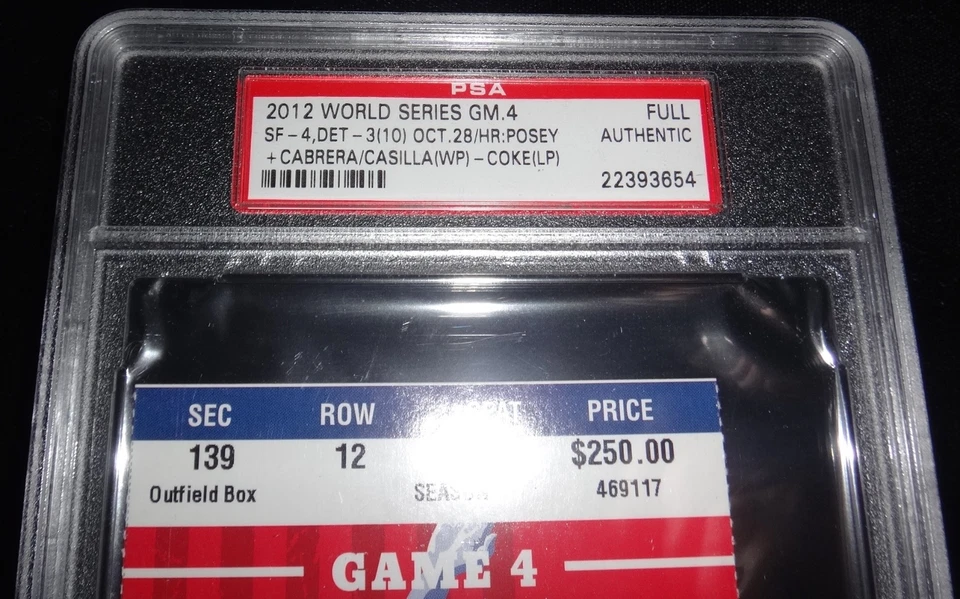 PSA
2012 WORLD SERIES GM.4 FULL
SF-4,DET-3(10) OCT.28/HR:POSEY AUTHENTIC
+CABRERA/CASILLA(WP)-COKE(LP)
22393654
SEC ROW PRICE
139 12 $250.00
Outfield Box 469117
GAME 4